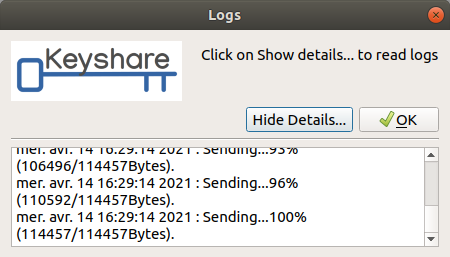 Logs
Keyshare
Click on Show details... to read logs
Hide Details...
OK
mer. avr. 14 16:29:14 2021 : Sending...93%
(106496/114457Bytes).
mer. avr. 14 16:29:14 2021 : Sending...96%
(110592/114457Bytes).
mer. avr. 14 16:29:14 2021 : Sending...100%
(114457/114457Bytes).